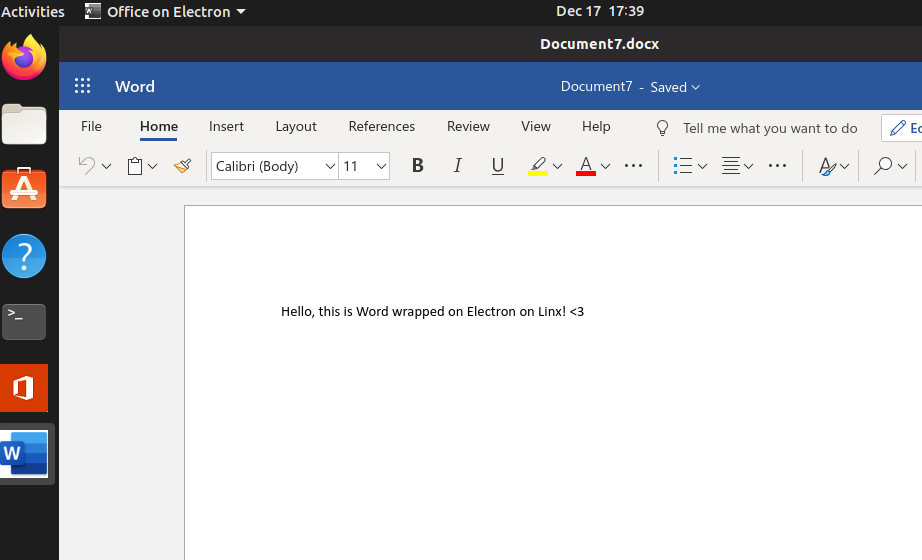 Activities Office on Electron Dec 17 17:39
Document7.docx
Word Document7 - Saved
File Home Insert Layout References Review View Help Tell me what you want to do
Calibri (Body) 11 B I U A A
Hello, this is Word wrapped on Electron on Linx! <3
?
>_
W